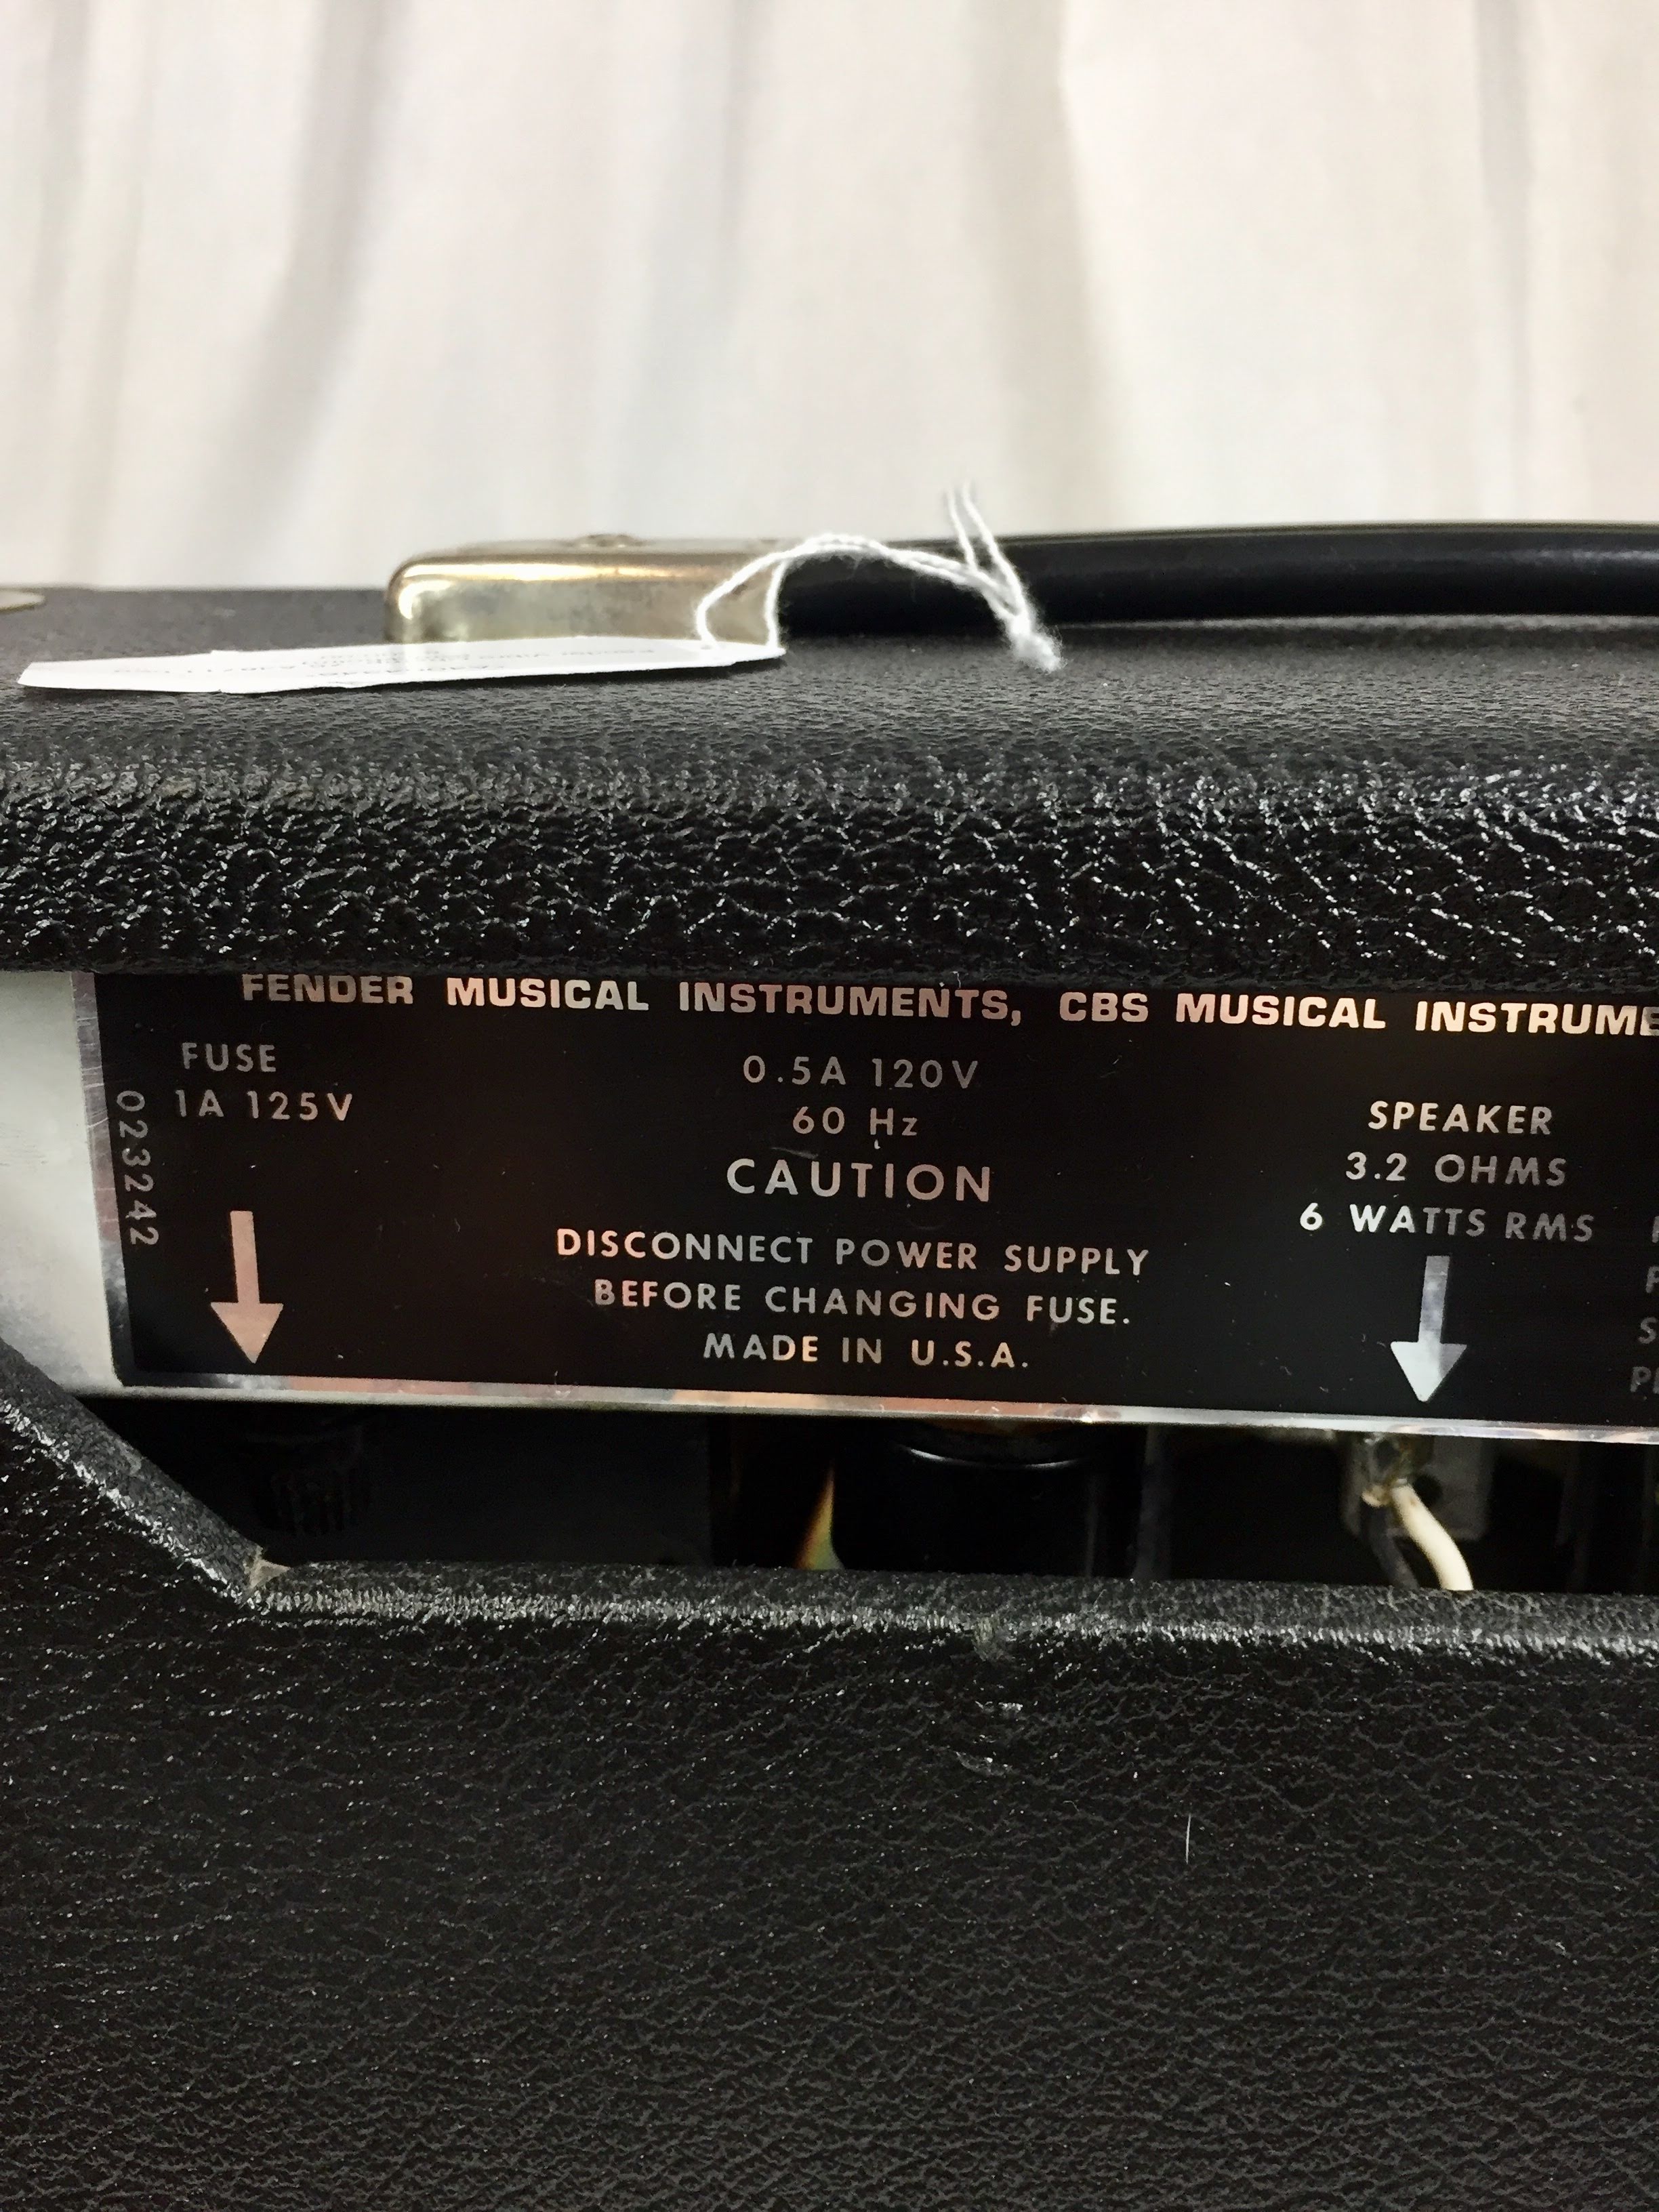 FENDER MUSICAL INSTRUMENTS, CBS MUSICAL INSTRUME
FUSE
1A 125V
023242
0.5A 120V
60 Hz
CAUTION
DISCONNECT POWER SUPPLY
BEFORE CHANGING FUSE.
MADE IN U.S.A.
SPEAKER
3.2 OHMS
6 WATTS RMS